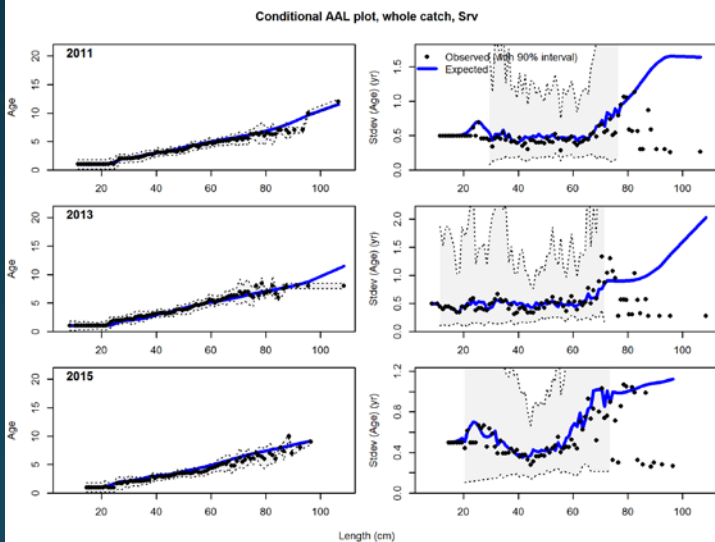 Conditional AAL plot, whole catch, Srv
2011
Age
0 5 10 15 20
20 40 60 80 100
Observed (with 90% interval)
Expected
Stdev (Age) (yr)
0.0 0.5 1.0 1.5
20 40 60 80 100
2013
Age
0 5 10 15 20
20 40 60 80 100
Stdev (Age) (yr)
0.0 0.5 1.0 1.5 2.0
20 40 60 80 100
2015
Age
0 5 10 15 20
20 40 60 80 100
Stdev (Age) (yr)
0.0 0.4 0.8 1.2
20 40 60 80 100
Length (cm)